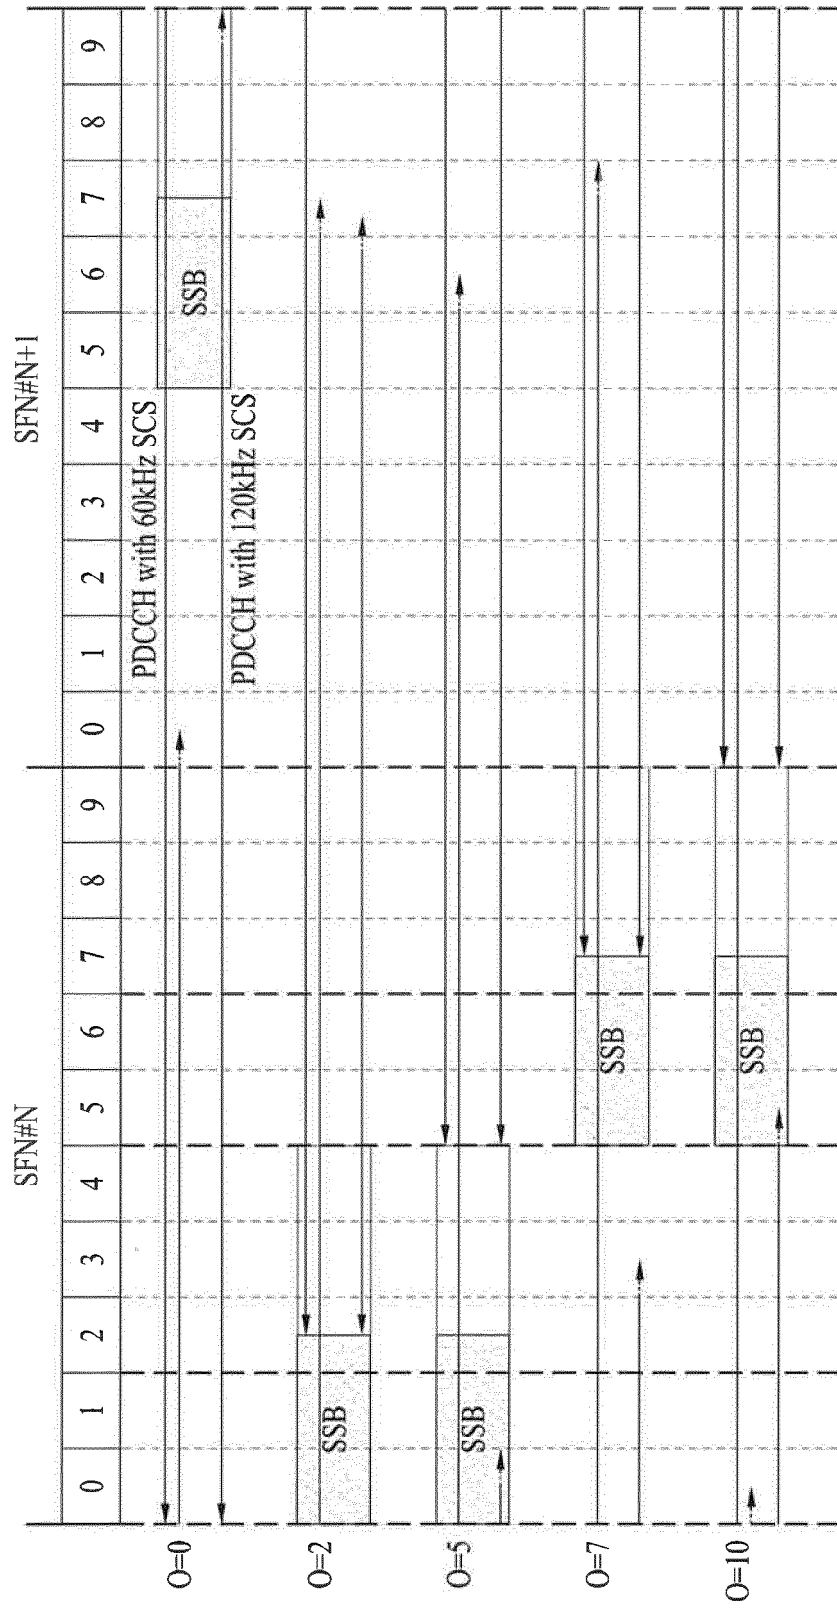 SFN#N
SFN#N+1
0 1 2 3 4 5 6 7 8 9 0 1 2 3 4 5 6 7 8 9
O=0
PDCCH with 60kHz SCS
SSB
PDCCH with 120kHz SCS
O=2
SSB
O=5
SSB
O=7
SSB
O=10
SSB